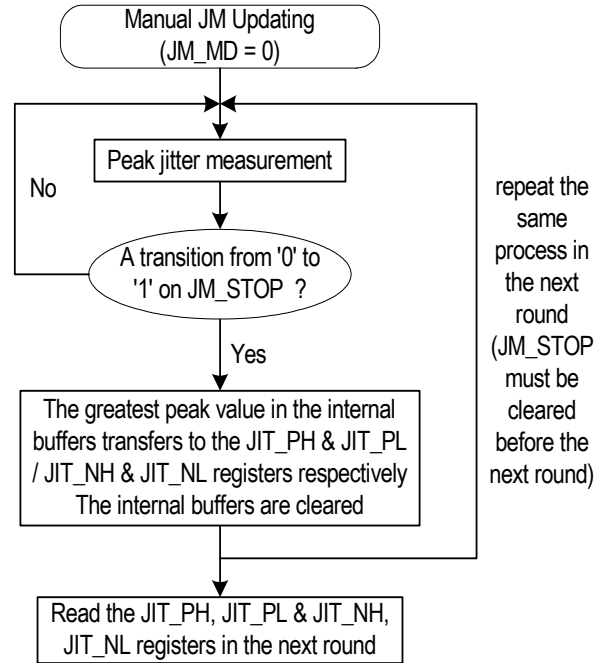 Manual JM Updating
(JM_MD = 0)
Peak jitter measurement
No
A transition from '0' to
'1' on JM_STOP ?
Yes
The greatest peak value in the internal
buffers transfers to the JIT_PH & JIT_PL
/ JIT_NH & JIT_NL registers respectively
The internal buffers are cleared
repeat the
same
process in
the next
round
(JM_STOP
must be
cleared
before the
next round)
Read the JIT_PH, JIT_PL & JIT_NH,
JIT_NL registers in the next round